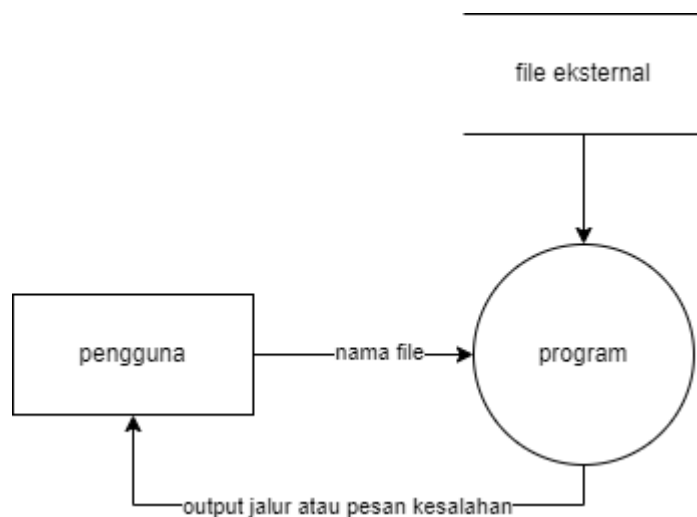 file eksternal
pengguna
nama file
program
output jalur atau pesan kesalahan